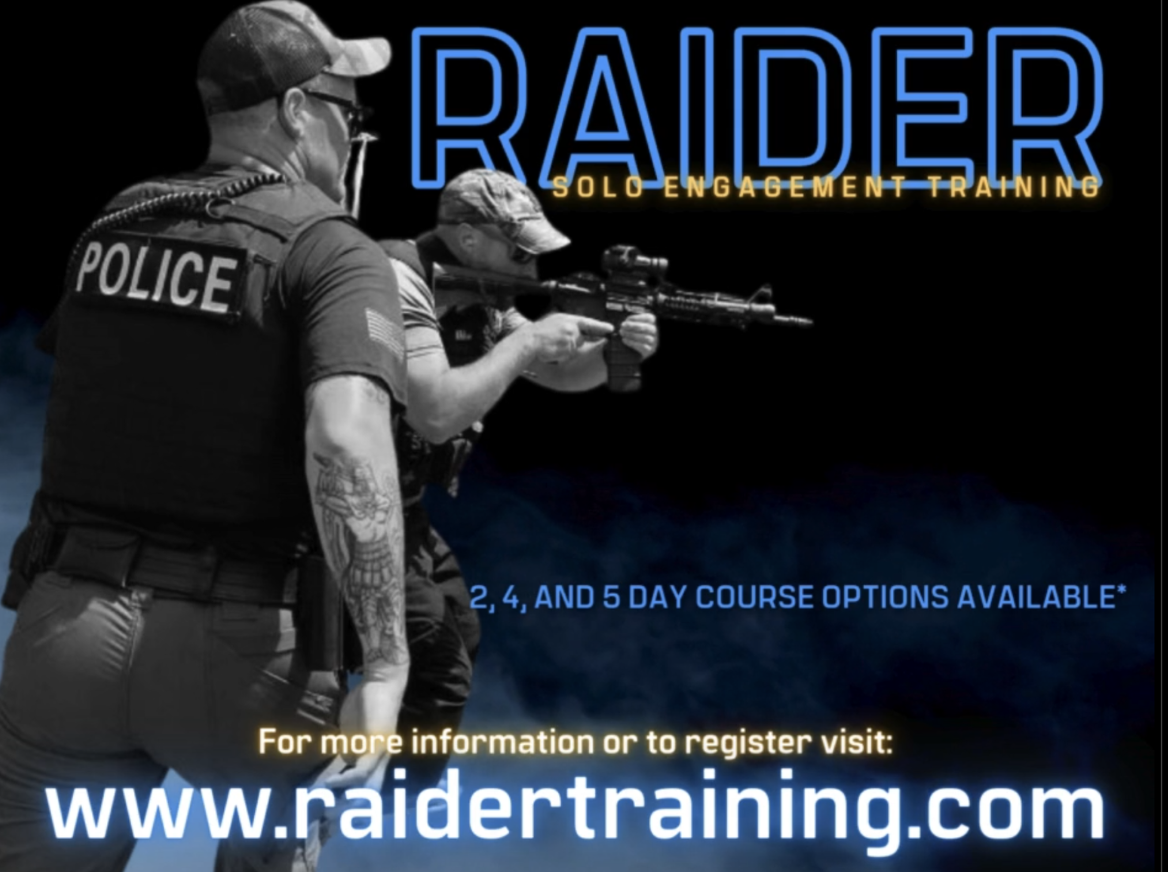 RAIDER
SOLO ENGAGEMENT TRAINING
POLICE
2, 4, AND 5 DAY COURSE OPTIONS AVAILABLE*
For more information or to register visit:
www.raidertraining.com